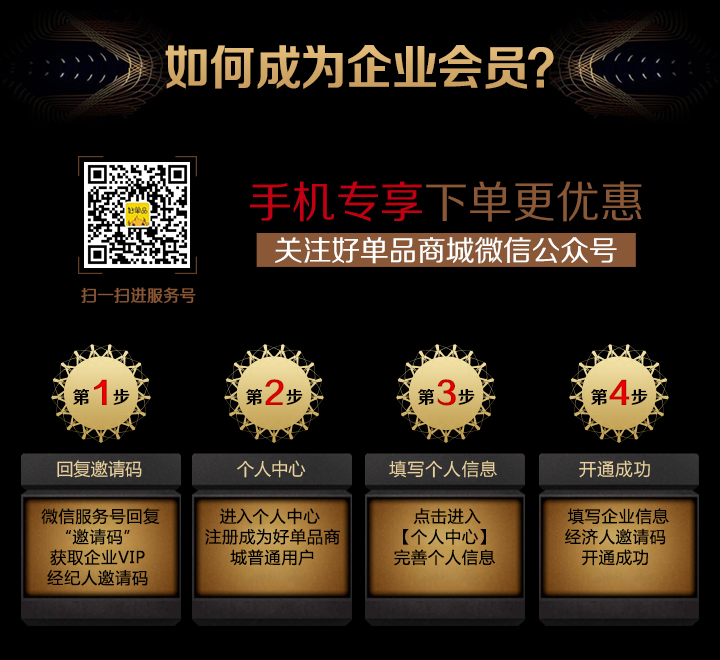 如何成为企业会员?
好单品
手机专享下单更优惠
关注好单品商城微信公众号
扫一扫进服务号
第1步
第2步
第3步
第4步
回复邀请码
个人中心
填写个人信息
开通成功
微信服务号回复
“邀请码”
获取企业VIP
经纪人邀请码
进入个人中心
注册成为好单品商
城普通用户
点击进入
【个人中心】
完善个人信息
填写企业信息
经济人邀请码
开通成功